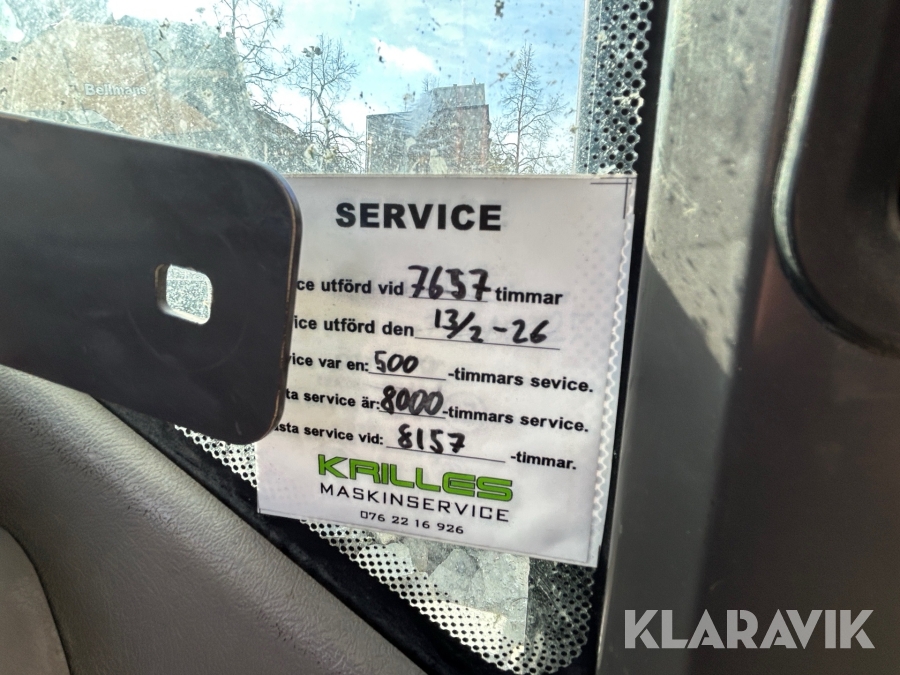 Bellmans
SERVICE
ce utförd vid 7657 timmar
ice utförd den 13/2-26
vice var en: 500 -timmars sevice.
ta service är: 8000 -timmars service.
sta service vid: 8157 -timmar.
KRILLES
MASKINSERVICE
076 22 16 926
KLARAVIK